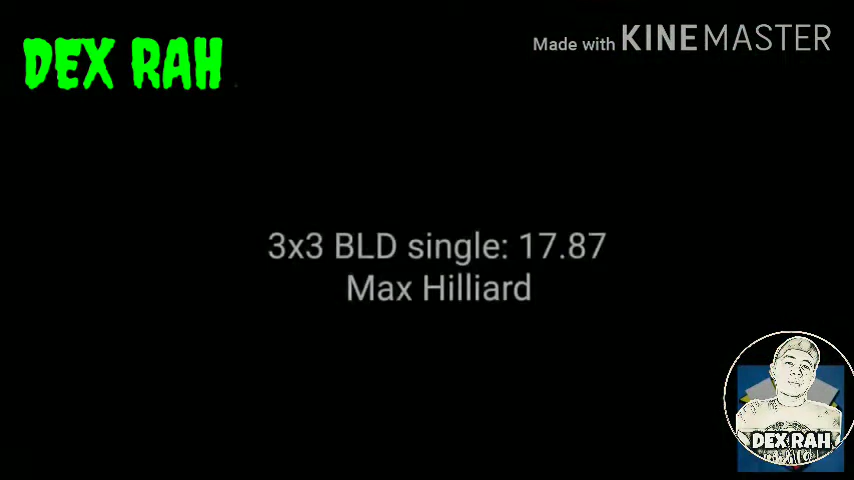 DEX RAH
Made with KINEMASTER
3x3 BLD single: 17.87
Max Hilliard
DEX RAH